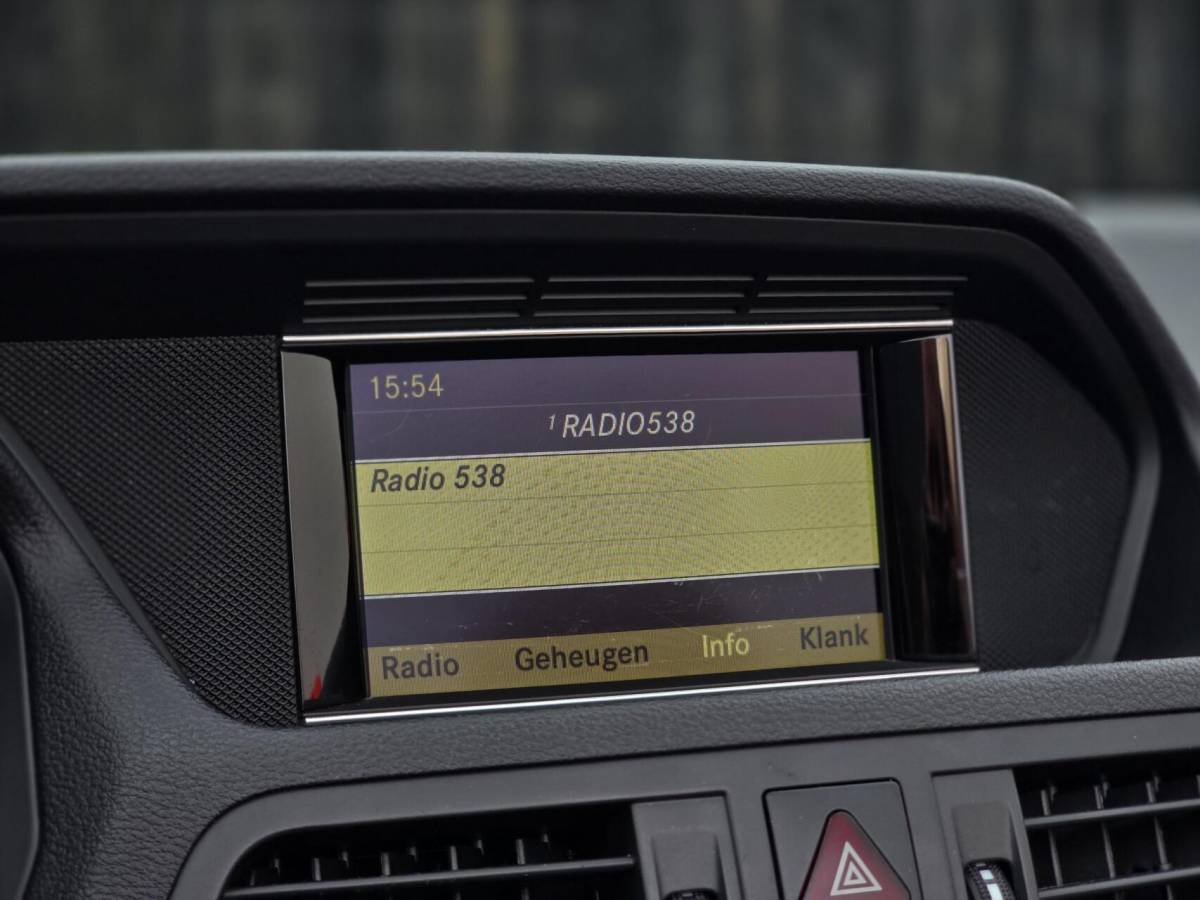 15:54
1 RADIO538
Radio 538
Radio Geheugen Info Klank